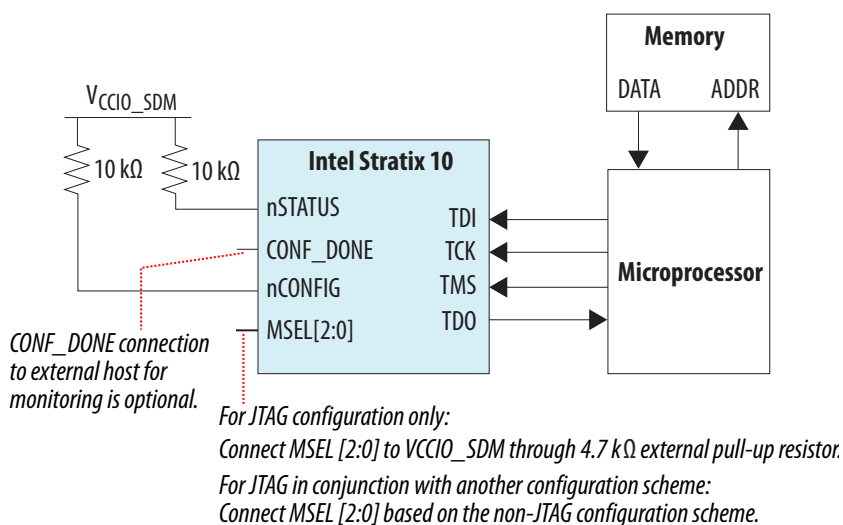 Memory
DATA ADDR
VCCIO_SDM
10 kΩ
10 kΩ
Intel Stratix 10
nSTATUS
CONF_DONE
nCONFIG
MSEL[2:0]
TDI
TCK
TMS
TDO
Microprocessor
CONF_DONE connection
to external host for
monitoring is optional.
For JTAG configuration only:
Connect MSEL [2:0] to VCCIO_SDM through 4.7 kΩ external pull-up resistor.
For JTAG in conjunction with another configuration scheme:
Connect MSEL [2:0] based on the non-JTAG configuration scheme.